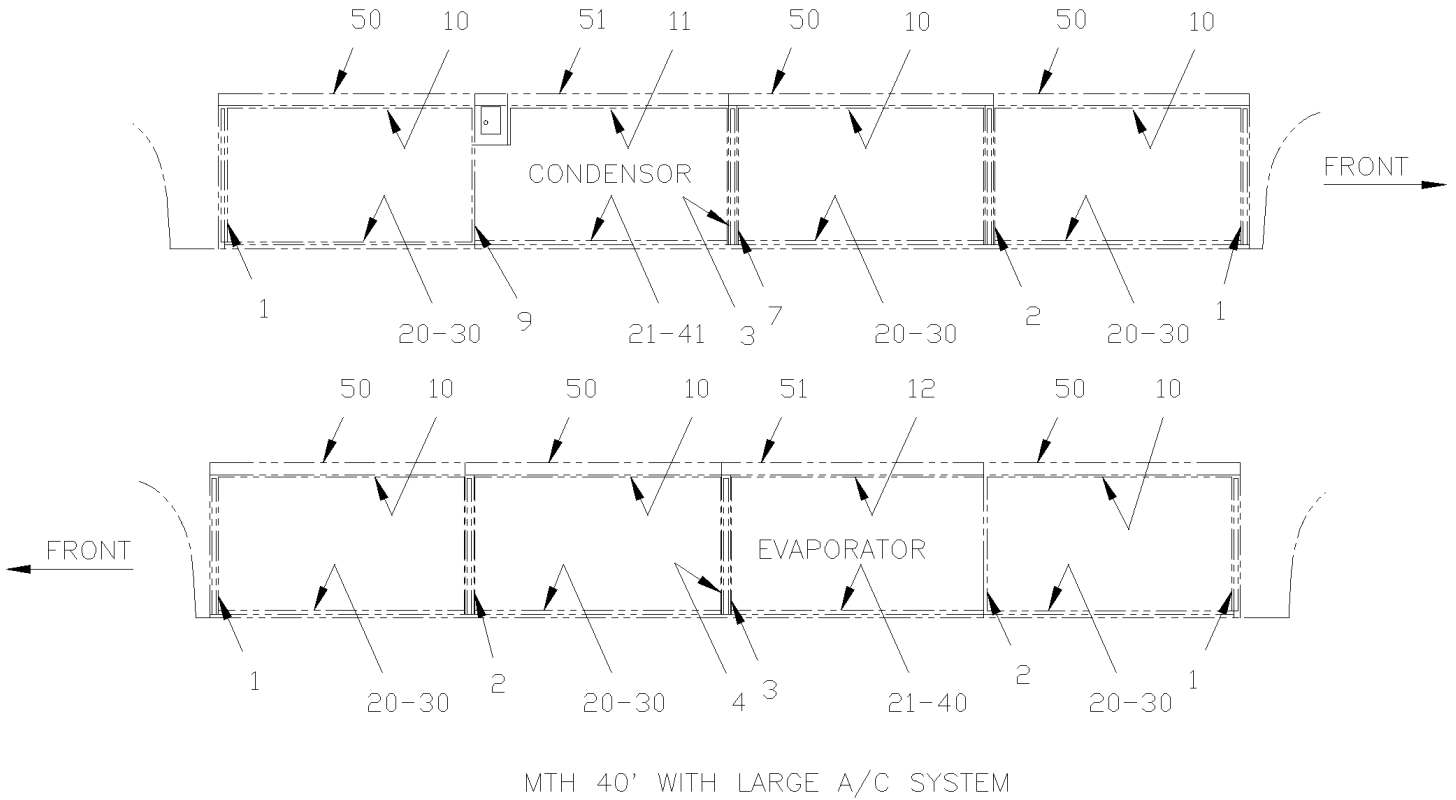 50 10 51 11 50 10 50 10
CONDENSOR
FRONT
1 20-30 9 21-41 3 7 20-30 2 20-30 1
50 10 50 10 51 12 50 10
FRONT
EVAPORATOR
1 20-30 2 20-30 4 3 21-40 2 20-30 1
MTH 40' WITH LARGE A/C SYSTEM